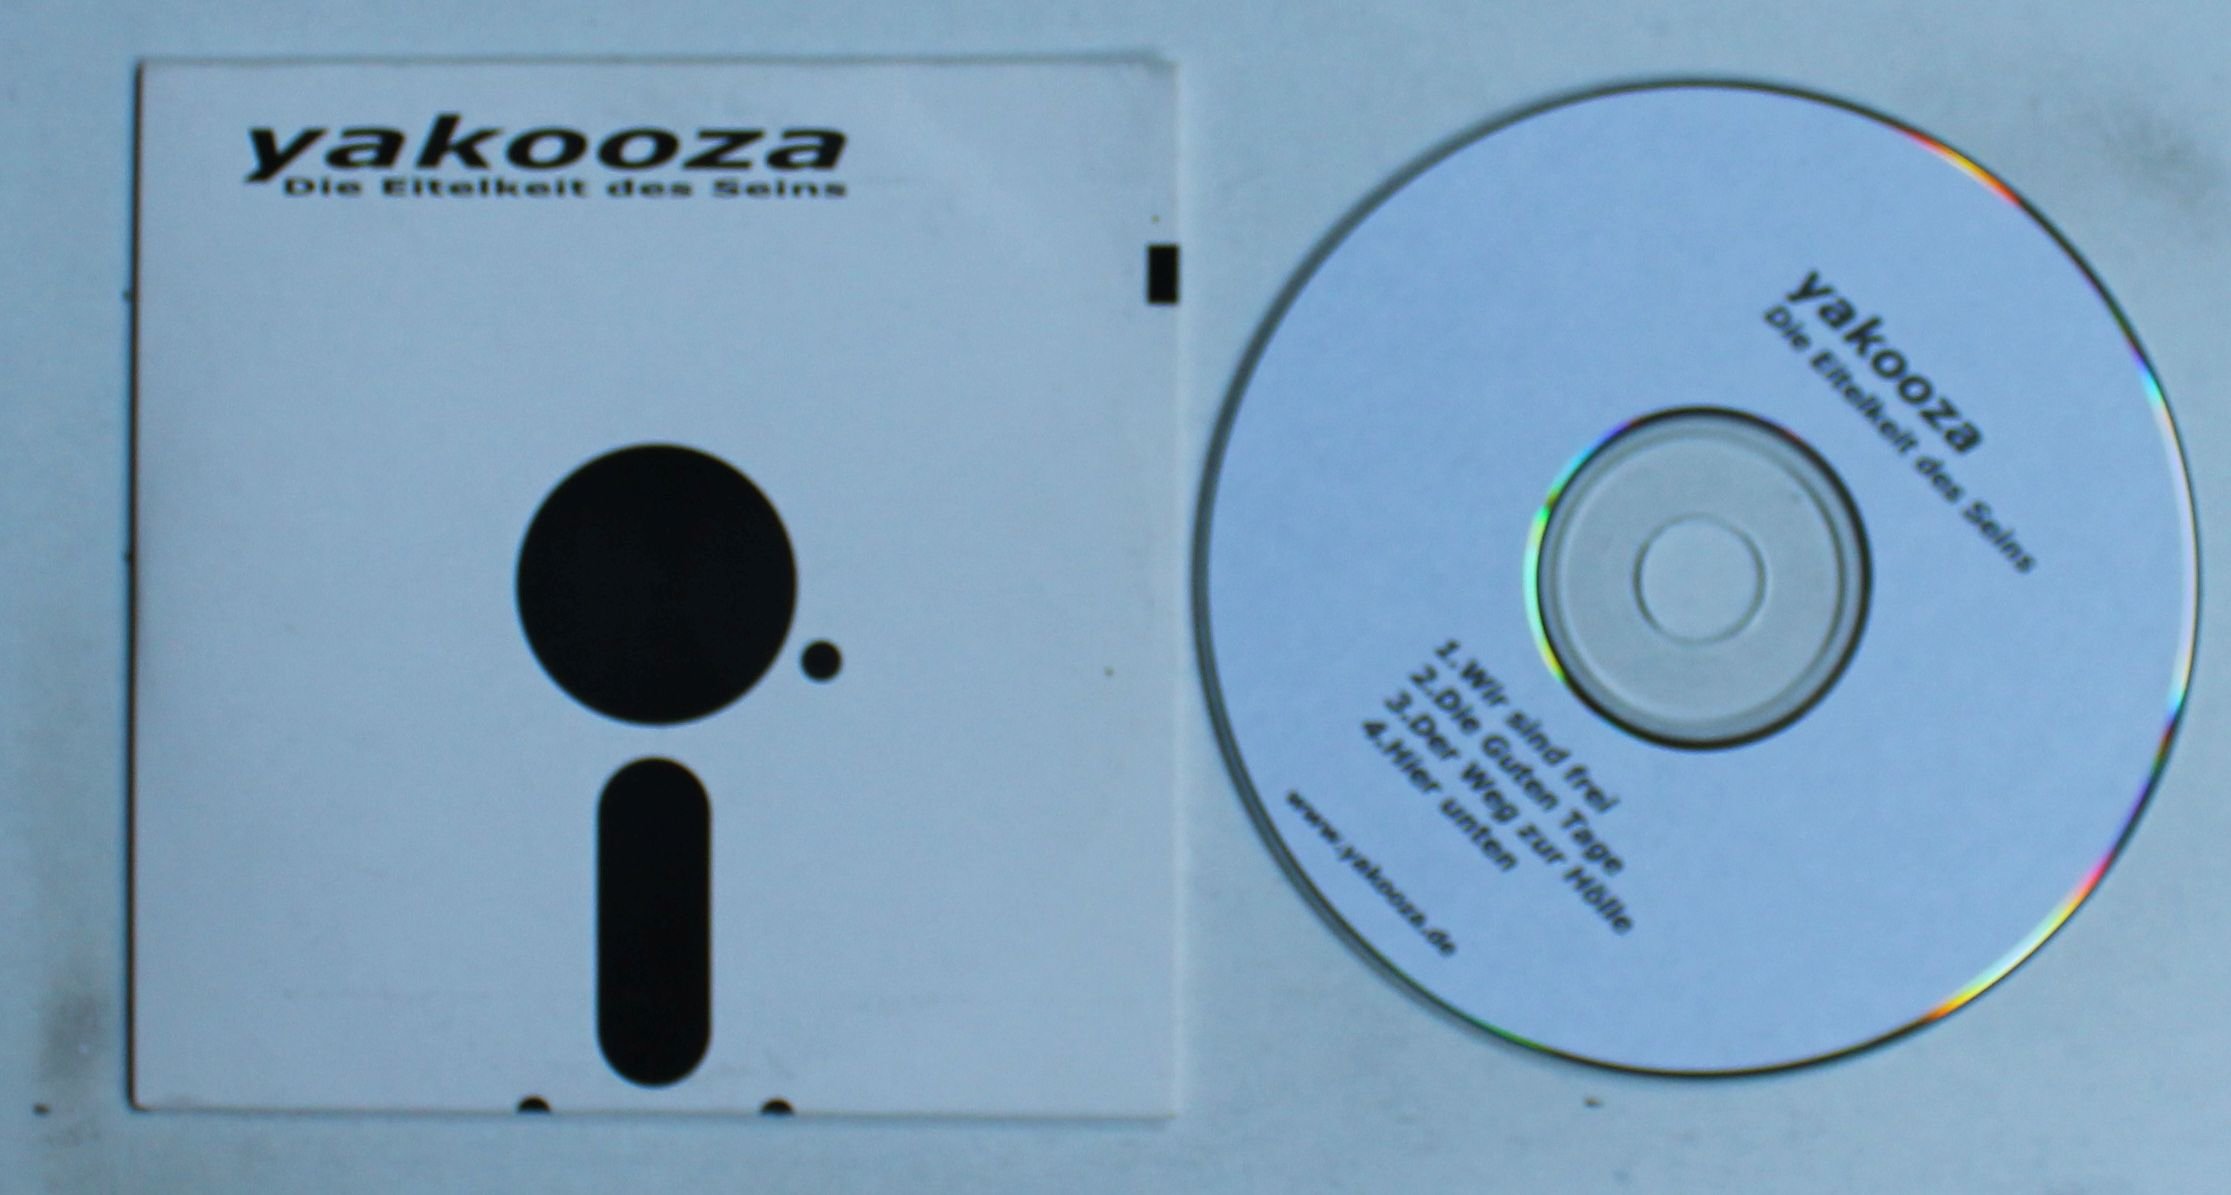 yakooza
Die Eitelkeit des Seins
yakooza
Die Eitelkeit des Seins
1.Wir sind frei
2.Die Guten Tage
3.Der Weg zur Hölle
4.Hier unten
www.yakooza.de